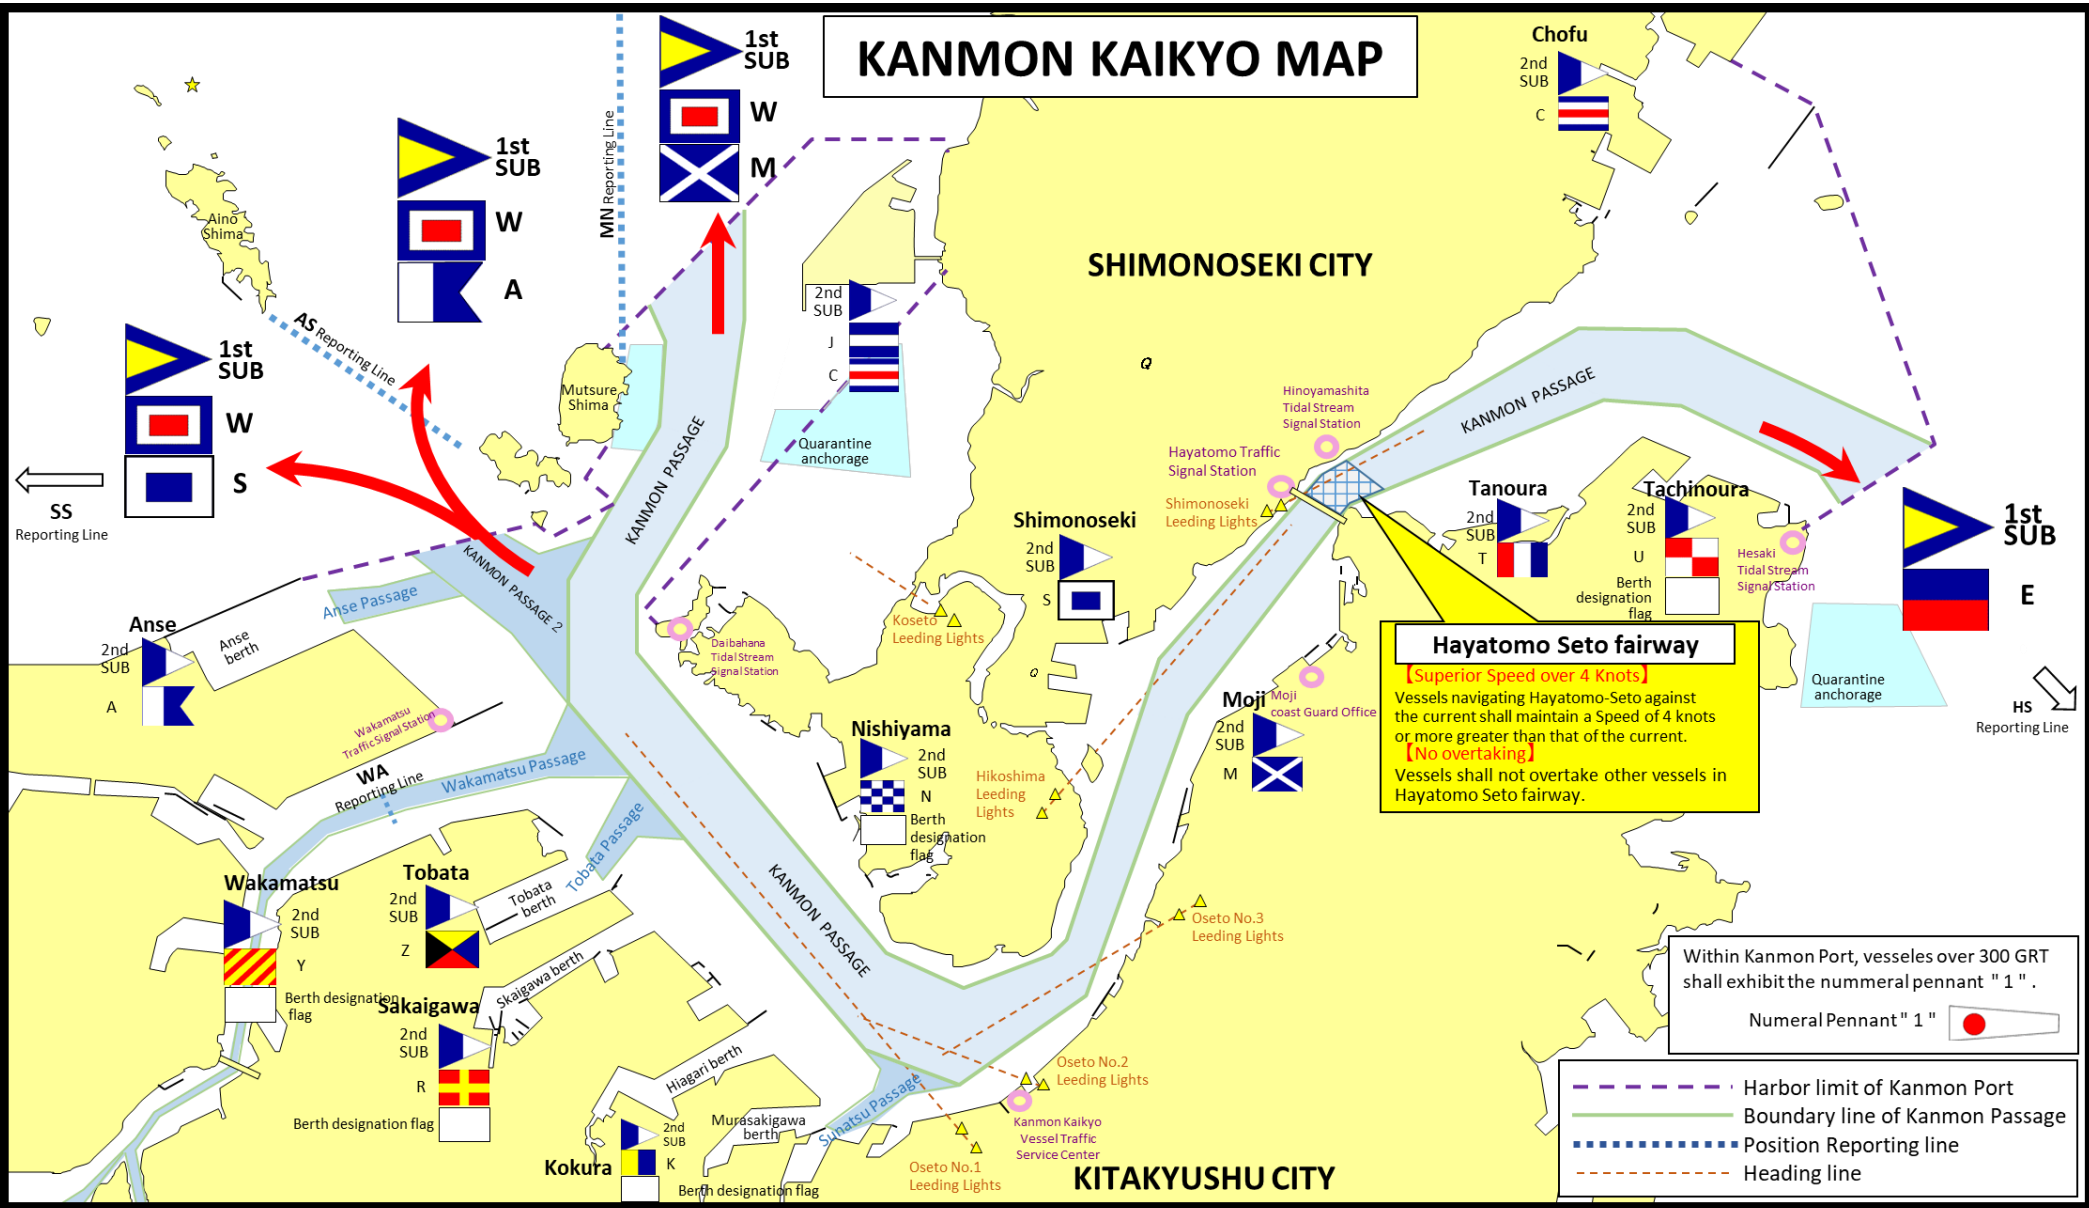 KANMON KAIKYO MAP
1st
SUB
W
M
MN Reporting Line
Chofu
2nd
SUB
C
1st
SUB
W
A
Aino
Shima
AS Reporting Line
1st
SUB
W
S
SS
Reporting Line
Mutsure
Shima
2nd
SUB
J
C
Quarantine
anchorage
SHIMONOSEKI CITY
Q
KANMON PASSAGE
KANMON PASSAGE
Hinoyamashita
Tidal Stream
Signal Station
Hayatomo Traffic
Signal Station
Shimonoseki
Leeding Lights
Shimonoseki
2nd
SUB
S
Tanoura
2nd
SUB
T
Tachinoura
2nd
SUB
U
Berth
designation
flag
Hesaki
Tidal Stream
Signal Station
1st
SUB
E
Quarantine
anchorage
HS
Reporting Line
KANMON PASSAGE 2
Anse Passage
Anse
berth
Anse
2nd
SUB
A
Koseto
Leeding Lights
Daibahana
Tidal Stream
Signal Station
Q
Hayatomo Seto fairway
【Superior Speed over 4 Knots】
Vessels navigating Hayatomo-Seto against
the current shall maintain a Speed of 4 knots
or more greater than that of the current.
【No overtaking】
Vessels shall not overtake other vessels in
Hayatomo Seto fairway.
Moji
coast Guard Office
Moji
2nd
SUB
M
Wakamatsu
Traffic Signal Station
WA
Reporting Line
Wakamatsu Passage
Nishiyama
2nd
SUB
N
Berth
designation
flag
Hikoshima
Leeding
Lights
Tobata Passage
Tobata
berth
Tobata
2nd
SUB
Z
Wakamatsu
2nd
SUB
Y
Berth designation
flag
KANMON PASSAGE
Oseto No.3
Leeding Lights
Skaigawa berth
Sakaigawa
2nd
SUB
R
Berth designation flag
Hiagari berth
Murasakigawa
berth
Sunatsu Passage
Oseto No.2
Leeding Lights
Kanmon Kaikyo
Vessel Traffic
Service Center
Oseto No.1
Leeding Lights
Kokura
2nd
SUB
K
Berth designation flag
KITAKYUSHU CITY
Within Kanmon Port, vesseles over 300 GRT
shall exhibit the nummeral pennant " 1 " .
Numeral Pennant " 1 "
Harbor limit of Kanmon Port
Boundary line of Kanmon Passage
Position Reporting line
Heading line